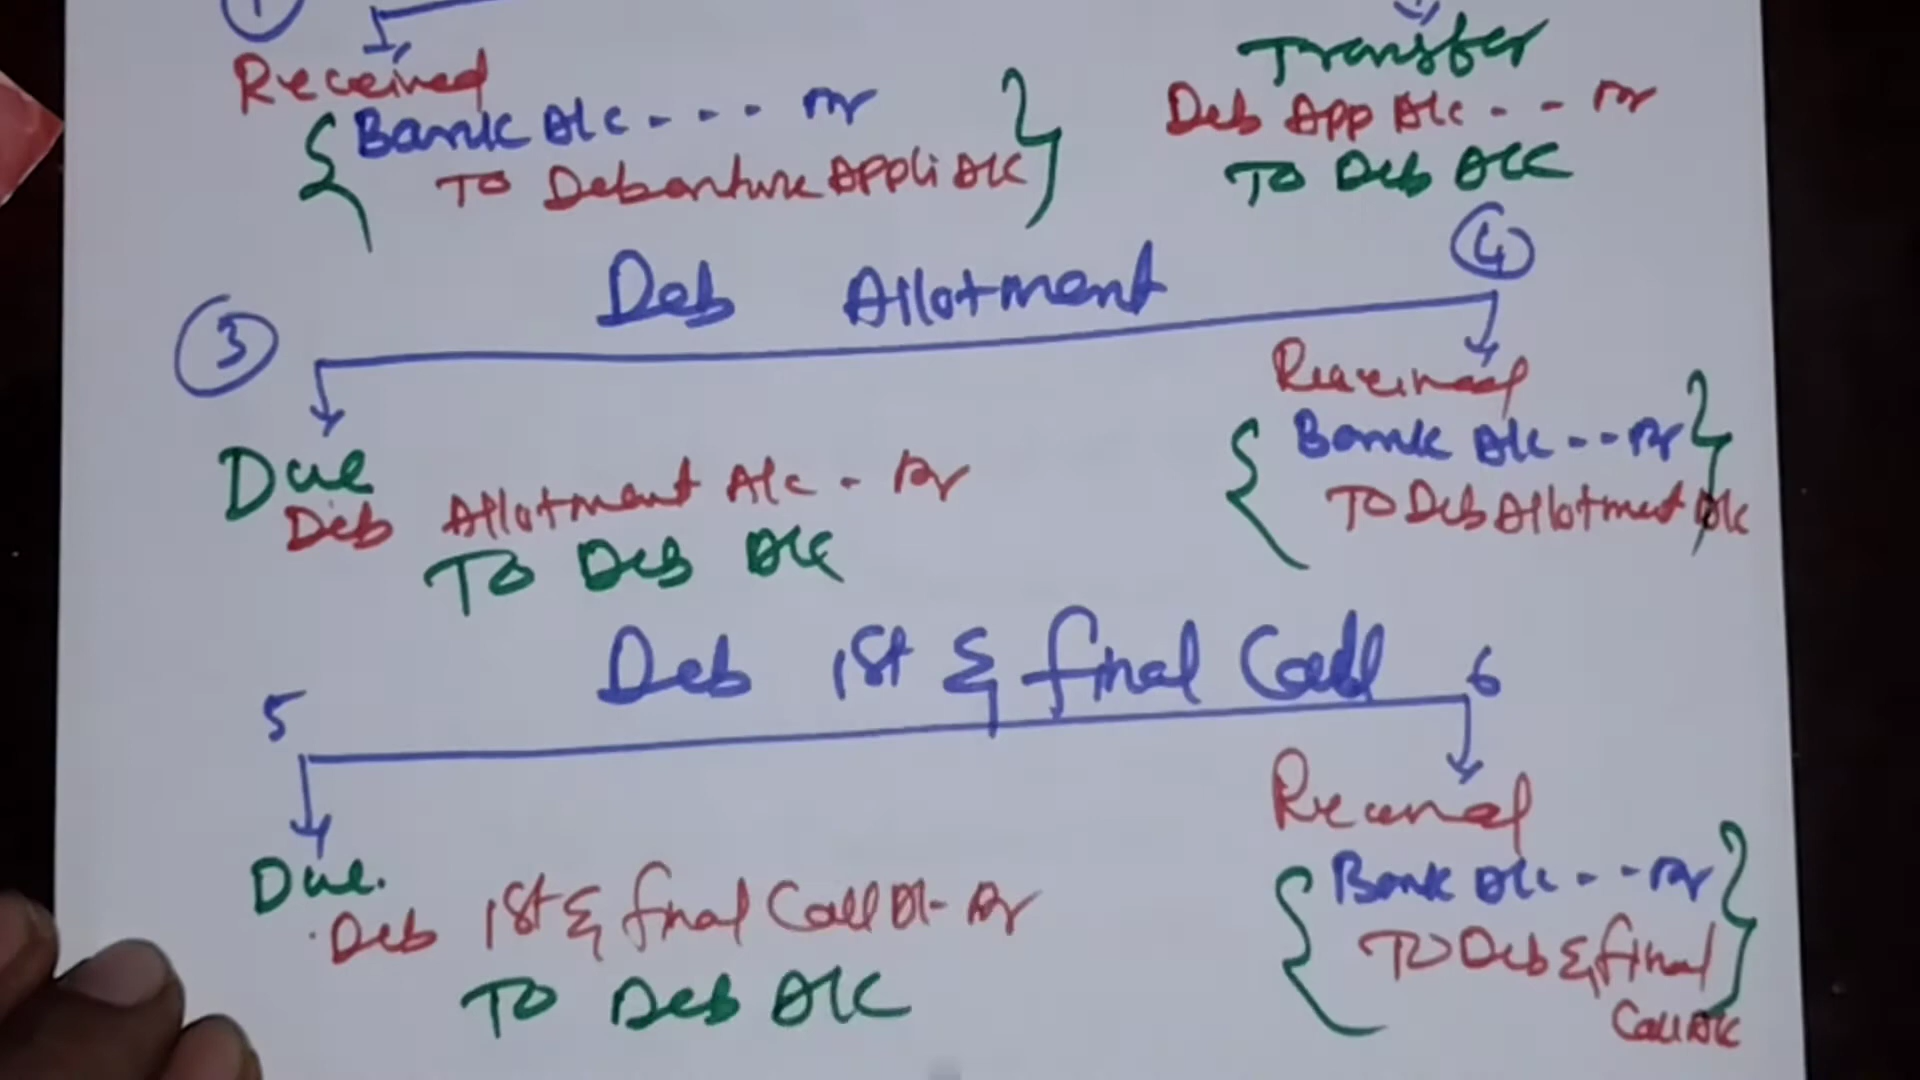 1
Received
Bank A/c - - - - Dr
To Debanture Appli A/c
Transfer
Deb App A/c - - - Dr
To Deb A/c
Deb Allotment
3
4
Due
Deb Allotment A/c - Dr
To Deb A/c
Received
Bank A/c - - - Dr
To Deb Allotment A/c
Deb 1st & final Call
5
6
Due.
Deb 1st & final Call A/- Dr
To Deb A/c
Received
Bank A/c - - - Dr
To Deb & final
Call A/c